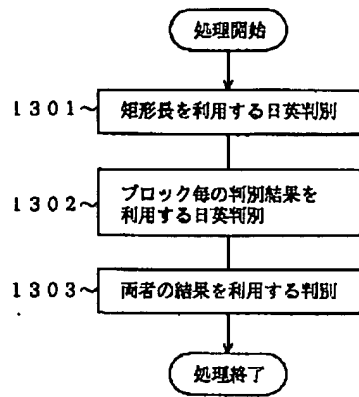 処理開始
1301~ 矩形長を利用する日英判別
ブロック毎の判別結果を
1302~ 利用する日英判別
1303~ 両者の結果を利用する判別
処理終了